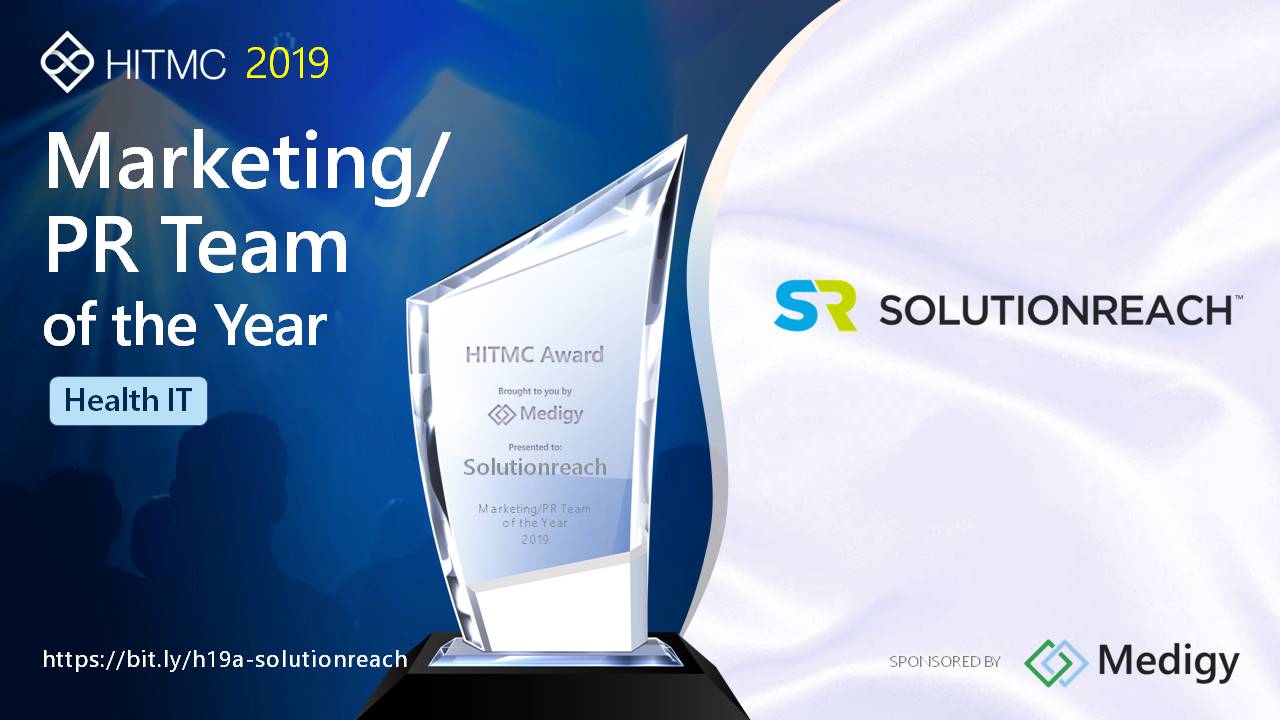 HITMC 2019
Marketing/
PR Team
of the Year
Health IT
HITMC Award
Brought to you by
Medigy
Presented to:
Solutionreach
Marketing/PR Team
of the Year
2019
https://bit.ly/h19a-solutionreach
SR SOLUTIONREACH™
SPONSORED BY Medigy